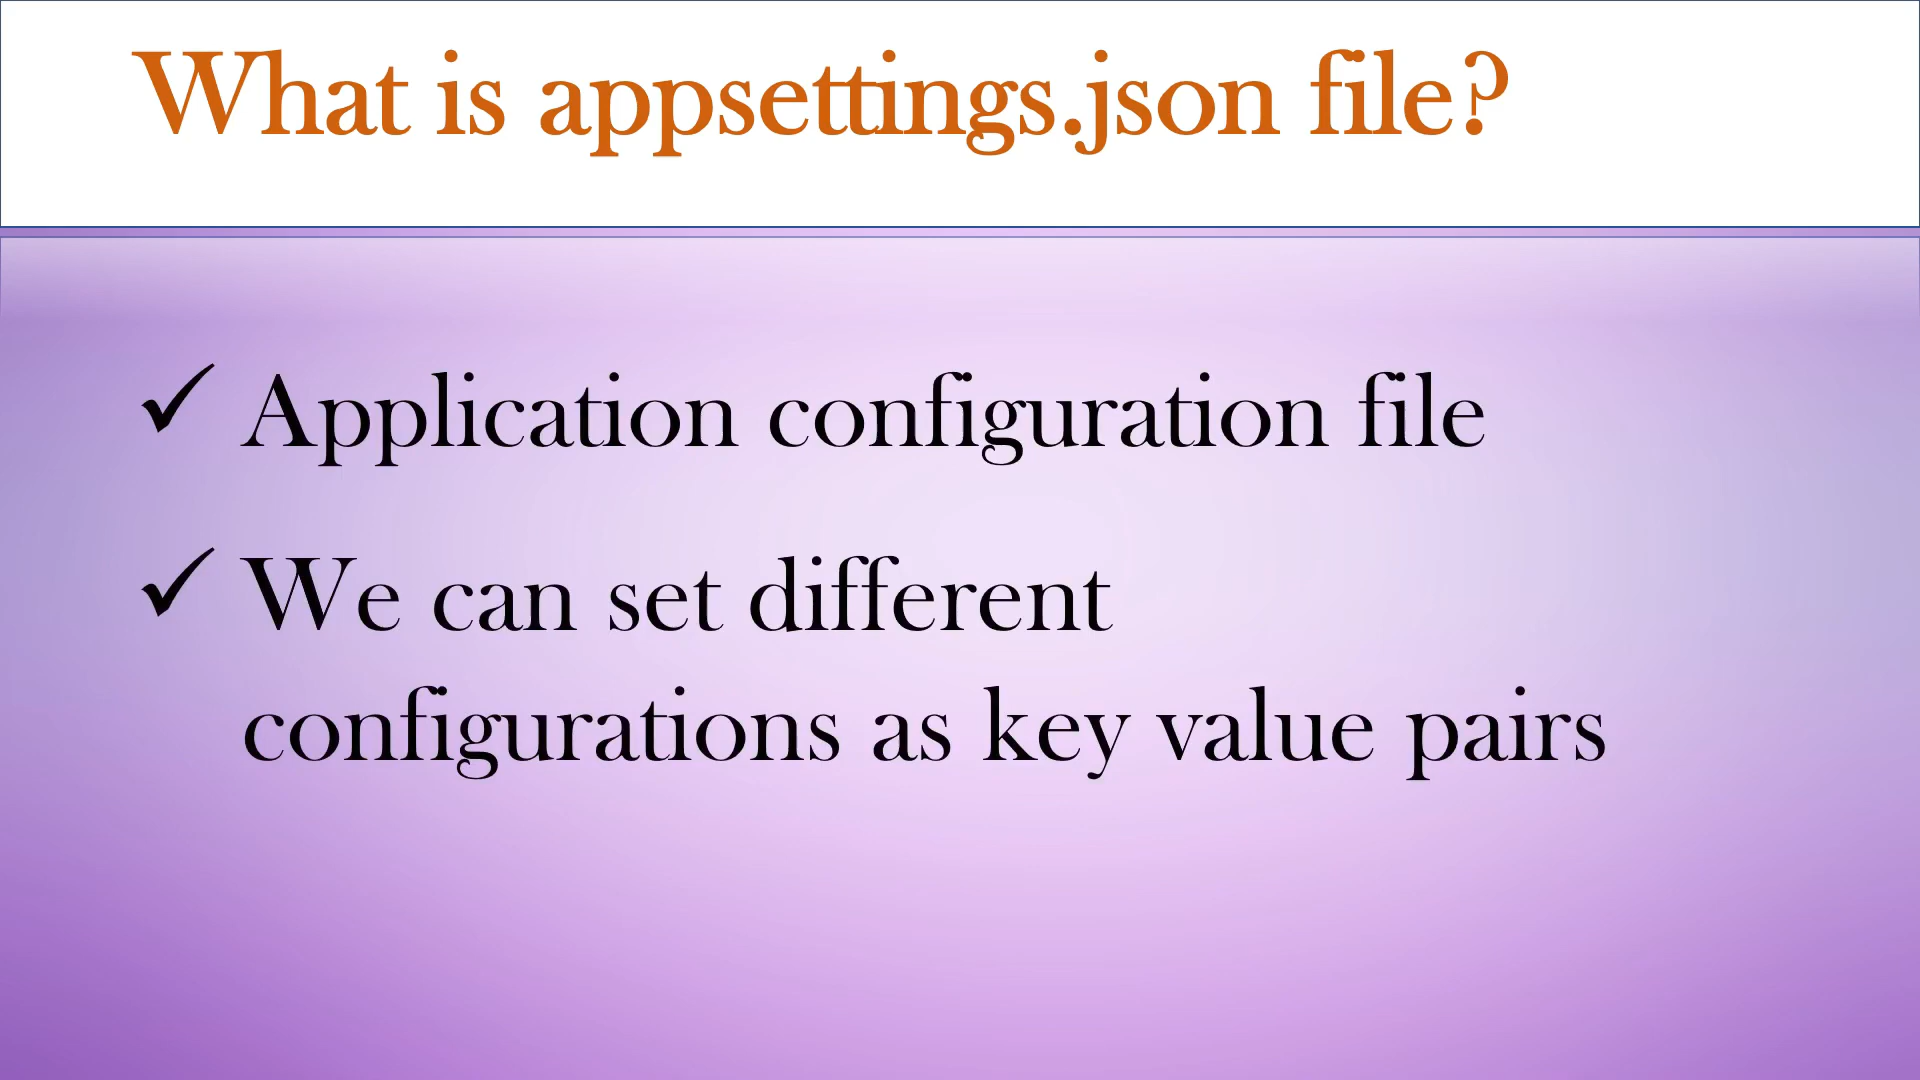 What is appsettings.json file?
✓ Application configuration file
✓ We can set different
configurations as key value pairs